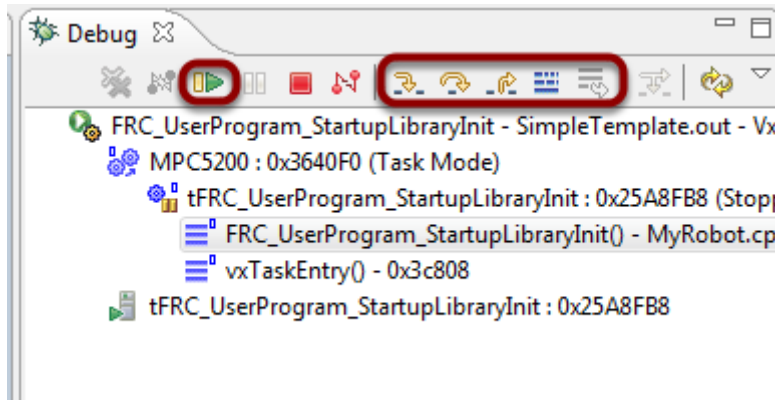 Debug
FRC_UserProgram_StartupLibraryInit - SimpleTemplate.out - Vx
MPC5200 : 0x3640F0 (Task Mode)
tFRC_UserProgram_StartupLibraryInit : 0x25A8FB8 (Stopp
FRC_UserProgram_StartupLibraryInit() - MyRobot.cp
vxTaskEntry() - 0x3c808
tFRC_UserProgram_StartupLibraryInit : 0x25A8FB8